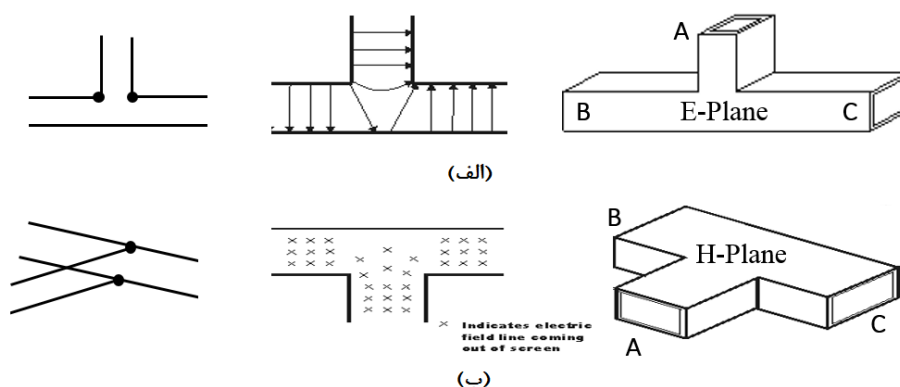 A
B E-Plane C
(الف)
B
H-Plane
A
C
× Indicates electric
field line coming
out of screen
(ب)